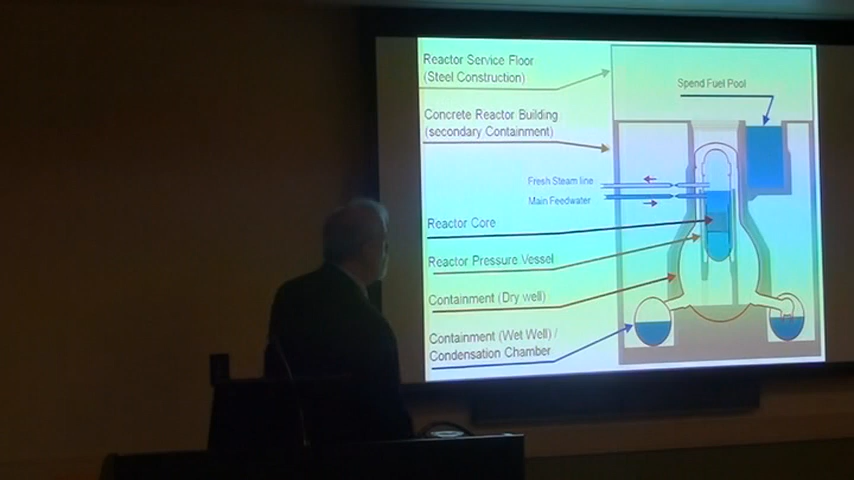 Reactor Service Floor
(Steel Construction)
Spend Fuel Pool
Concrete Reactor Building
(secondary Containment)
Fresh Steam line
Main Feedwater
Reactor Core
Reactor Pressure Vessel
Containment (Dry well)
Containment (Wet Well) /
Condensation Chamber